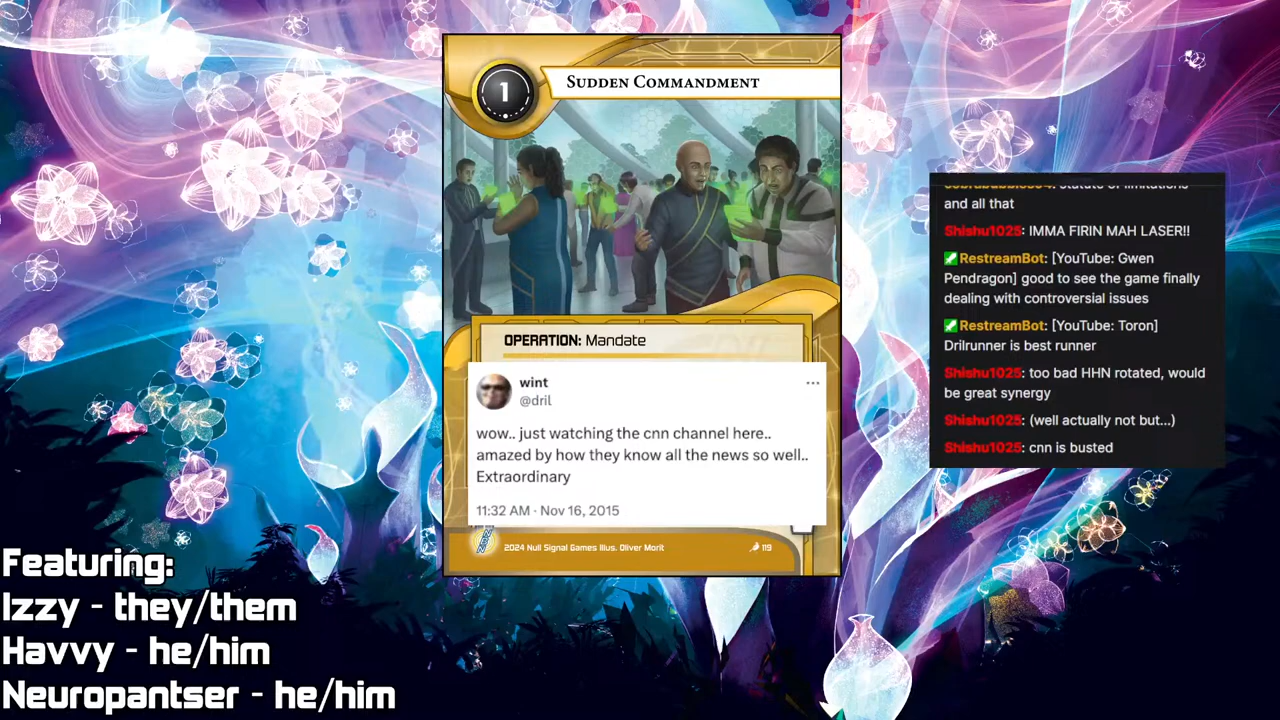 1
SUDDEN COMMANDMENT
OPERATION: Mandate
wint
@dril
wow.. just watching the cnn channel here..
amazed by how they know all the news so well..
Extraordinary
11:32 AM · Nov 16, 2015
2024 Null Signal Games Illus. Oliver Morit
119
statute of limitations
and all that
Shishu1025: IMMA FIRIN MAH LASER!!
RestreamBot: [YouTube: Gwen
Pendragon] good to see the game finally
dealing with controversial issues
RestreamBot: [YouTube: Toron]
Drilrunner is best runner
Shishu1025: too bad HHN rotated, would
be great synergy
Shishu1025: (well actually not but...)
Shishu1025: cnn is busted
Featuring:
Izzy - they/them
Havvy - he/him
Neuropantser - he/him